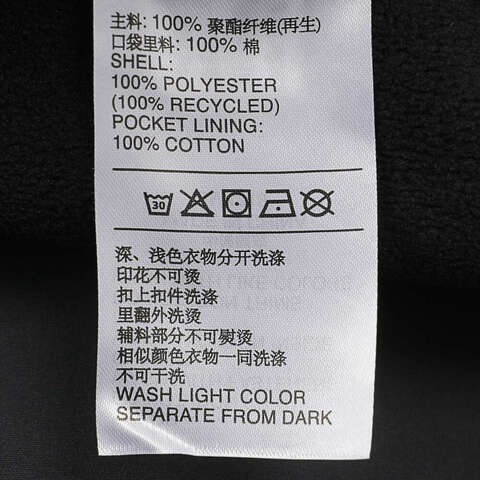 主料: 100% 聚酯纤维(再生)
口袋里料: 100% 棉
SHELL:
100% POLYESTER
(100% RECYCLED)
POCKET LINING:
100% COTTON
30
深、浅色衣物分开洗涤
印花不可烫
扣上扣件洗涤
里翻外洗烫
辅料部分不可熨烫
相似颜色衣物一同洗涤
不可干洗
WASH LIGHT COLOR
SEPARATE FROM DARK